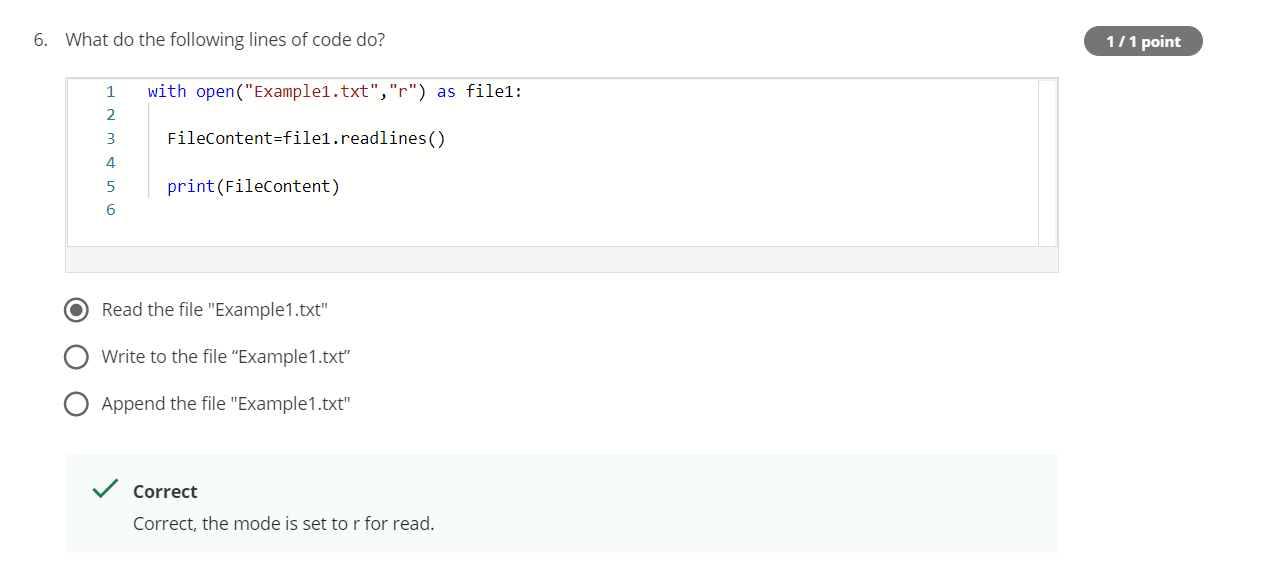 6. What do the following lines of code do?
1 / 1 point
1 with open("Example1.txt","r") as file1:
2
3 FileContent=file1.readlines()
4
5 print(FileContent)
6
Read the file "Example1.txt"
Write to the file “Example1.txt”
Append the file "Example1.txt"
Correct
Correct, the mode is set to r for read.